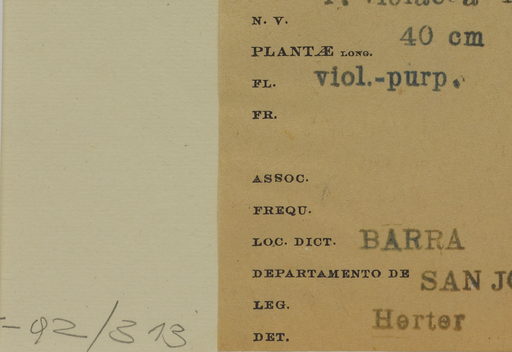 N. V.
PLANTÆ LONG. 40 cm
FL. viol.-purp.
FR.
ASSOC.
FREQU.
LOC. DICT. BARRA
DEPARTAMENTO DE SAN JO
LEG.
Herter
DET.
-92/313